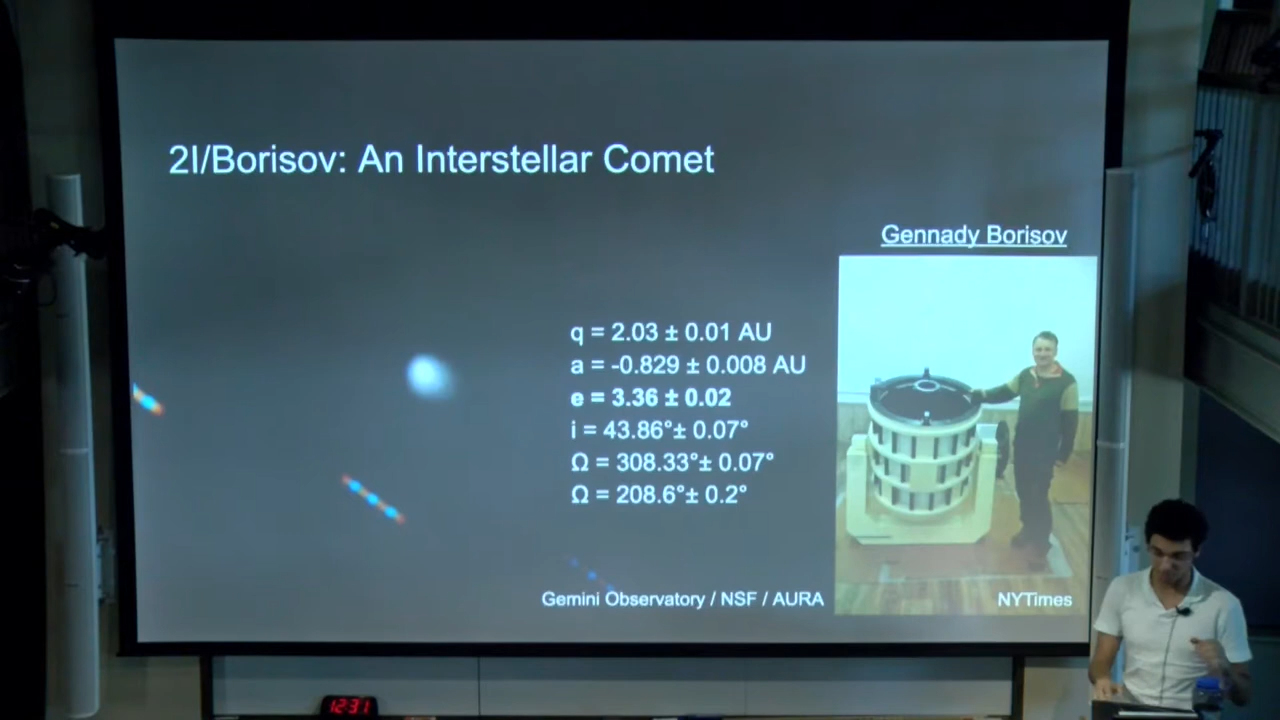 2I/Borisov: An Interstellar Comet
Gennady Borisov
q = 2.03 ± 0.01 AU
a = -0.829 ± 0.008 AU
e = 3.36 ± 0.02
i = 43.86°± 0.07°
Ω = 308.33°± 0.07°
Ω = 208.6°± 0.2°
Gemini Observatory / NSF / AURA
NYTimes
12:31